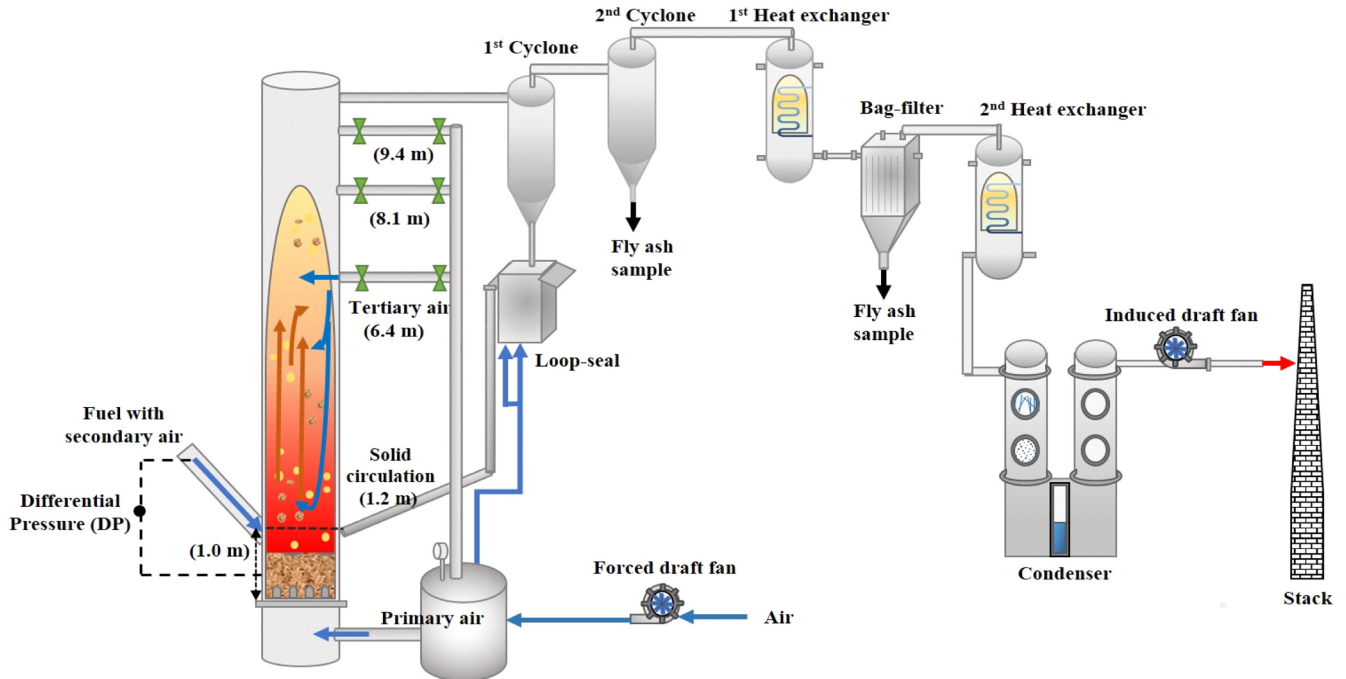 2nd Cyclone
1st Heat exchanger
1st Cyclone
Bag-filter
2nd Heat exchanger
(9.4 m)
(8.1 m)
Tertiary air
(6.4 m)
Fly ash
sample
Fly ash
sample
Loop-seal
Induced draft fan
Fuel with
secondary air
Solid
circulation
(1.2 m)
Differential
Pressure (DP)
(1.0 m)
Forced draft fan
Condenser
Primary air
Air
Stack